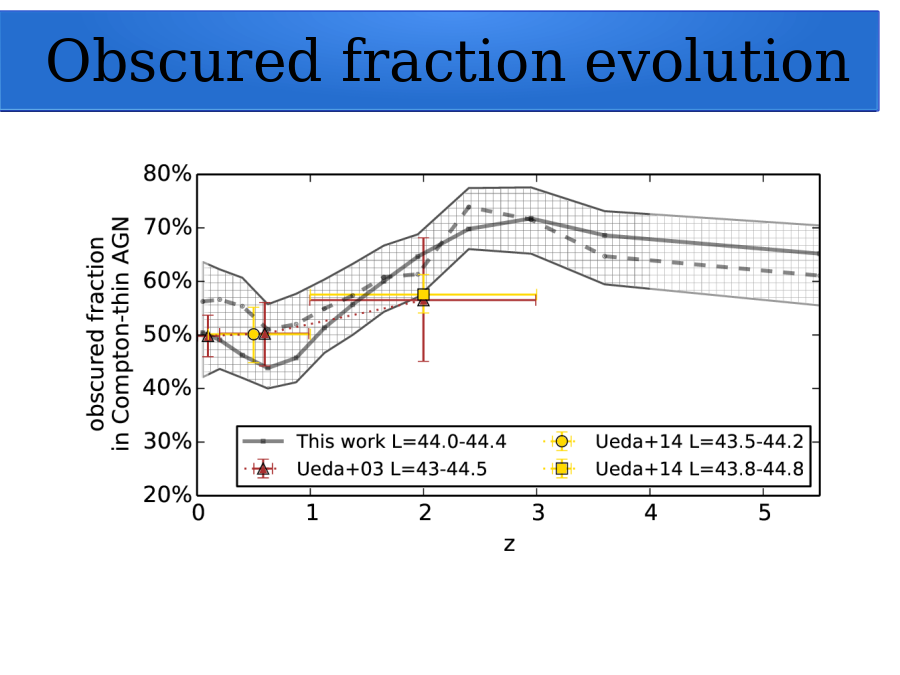 Obscured fraction evolution
80%
70%
60%
50%
40%
30%
20%
obscured fraction
in Compton-thin AGN
This work L=44.0-44.4
Ueda+03 L=43-44.5
Ueda+14 L=43.5-44.2
Ueda+14 L=43.8-44.8
0 1 2 3 4 5
z